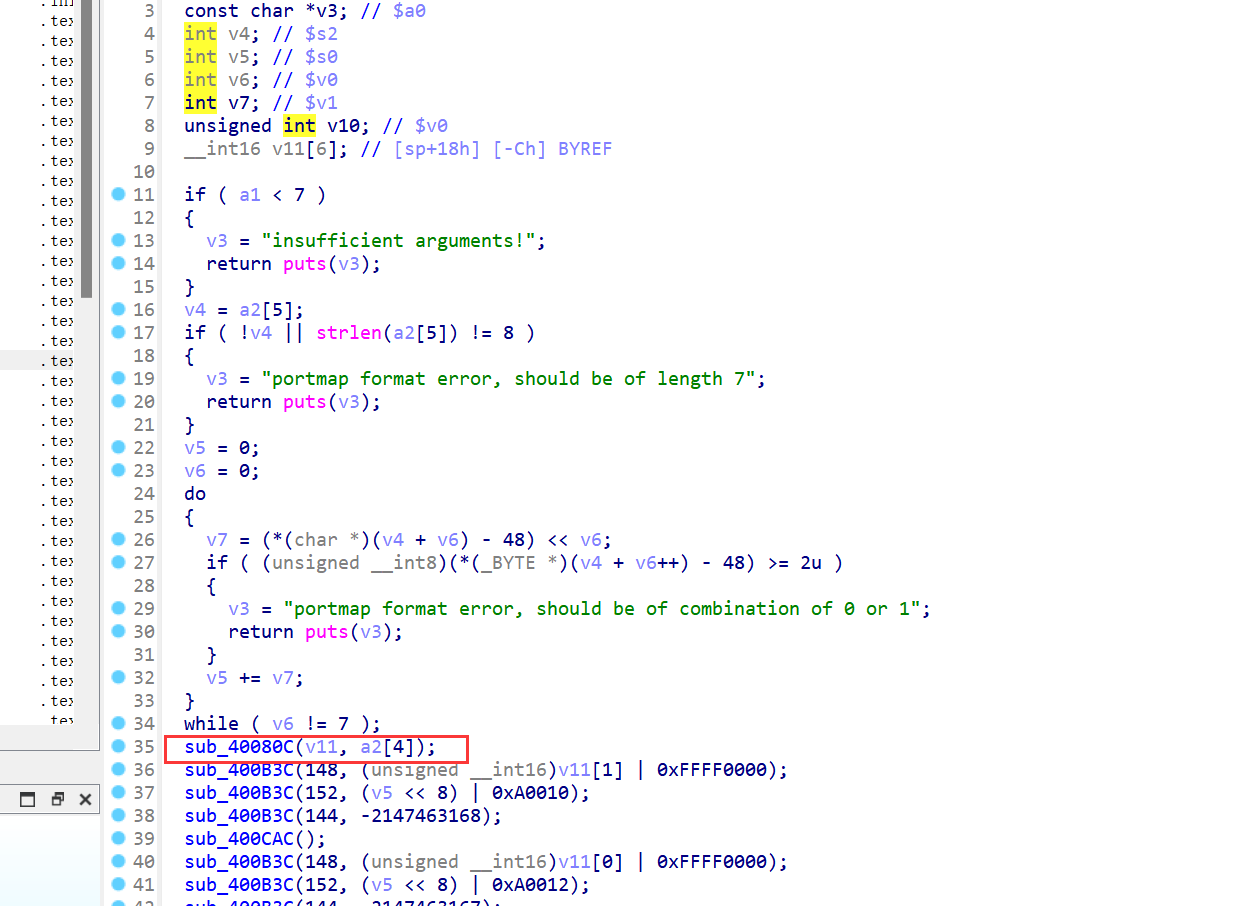 3 const char *v3; // $a0
4 int v4; // $s2
5 int v5; // $s0
6 int v6; // $v0
7 int v7; // $v1
8 unsigned int v10; // $v0
9 __int16 v11[6]; // [sp+18h] [-Ch] BYREF
10
11 if ( a1 < 7 )
12 {
13 v3 = "insufficient arguments!";
14 return puts(v3);
15 }
16 v4 = a2[5];
17 if ( !v4 || strlen(a2[5]) != 8 )
18 {
19 v3 = "portmap format error, should be of length 7";
20 return puts(v3);
21 }
22 v5 = 0;
23 v6 = 0;
24 do
25 {
26 v7 = (*(char *)(v4 + v6) - 48) << v6;
27 if ( (unsigned __int8)(*(_BYTE *)(v4 + v6++) - 48) >= 2u )
28 {
29 v3 = "portmap format error, should be of combination of 0 or 1";
30 return puts(v3);
31 }
32 v5 += v7;
33 }
34 while ( v6 != 7 );
35 sub_40080C(v11, a2[4]);
36 sub_400B3C(148, (unsigned __int16)v11[1] | 0xFFFF0000);
37 sub_400B3C(152, (v5 << 8) | 0xA0010);
38 sub_400B3C(144, -2147463168);
39 sub_400CAC();
40 sub_400B3C(148, (unsigned __int16)v11[0] | 0xFFFF0000);
41 sub_400B3C(152, (v5 << 8) | 0xA0012);